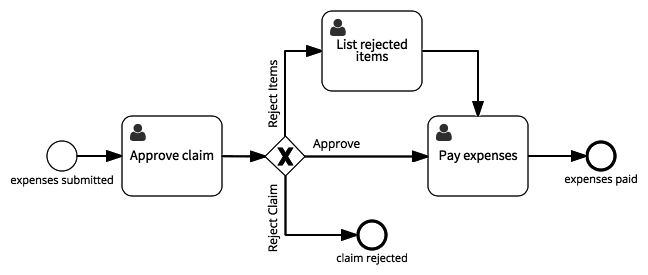 List rejected
items
Reject Items
Approve claim
X
Approve
Pay expenses
expenses submitted
expenses paid
Reject Claim
claim rejected